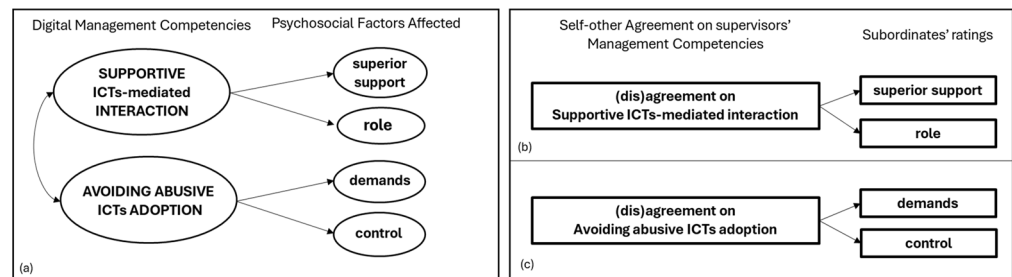 Digital Management Competencies
Psychosocial Factors Affected
SUPPORTIVE
ICTs-mediated
INTERACTION
superior
support
role
AVOIDING ABUSIVE
ICTs ADOPTION
demands
control
(a)
Self-other Agreement on supervisors'
Management Competencies
Subordinates' ratings
(dis)agreement on
Supportive ICTs-mediated interaction
superior support
role
(b)
(dis)agreement on
Avoiding abusive ICTs adoption
demands
control
(c)